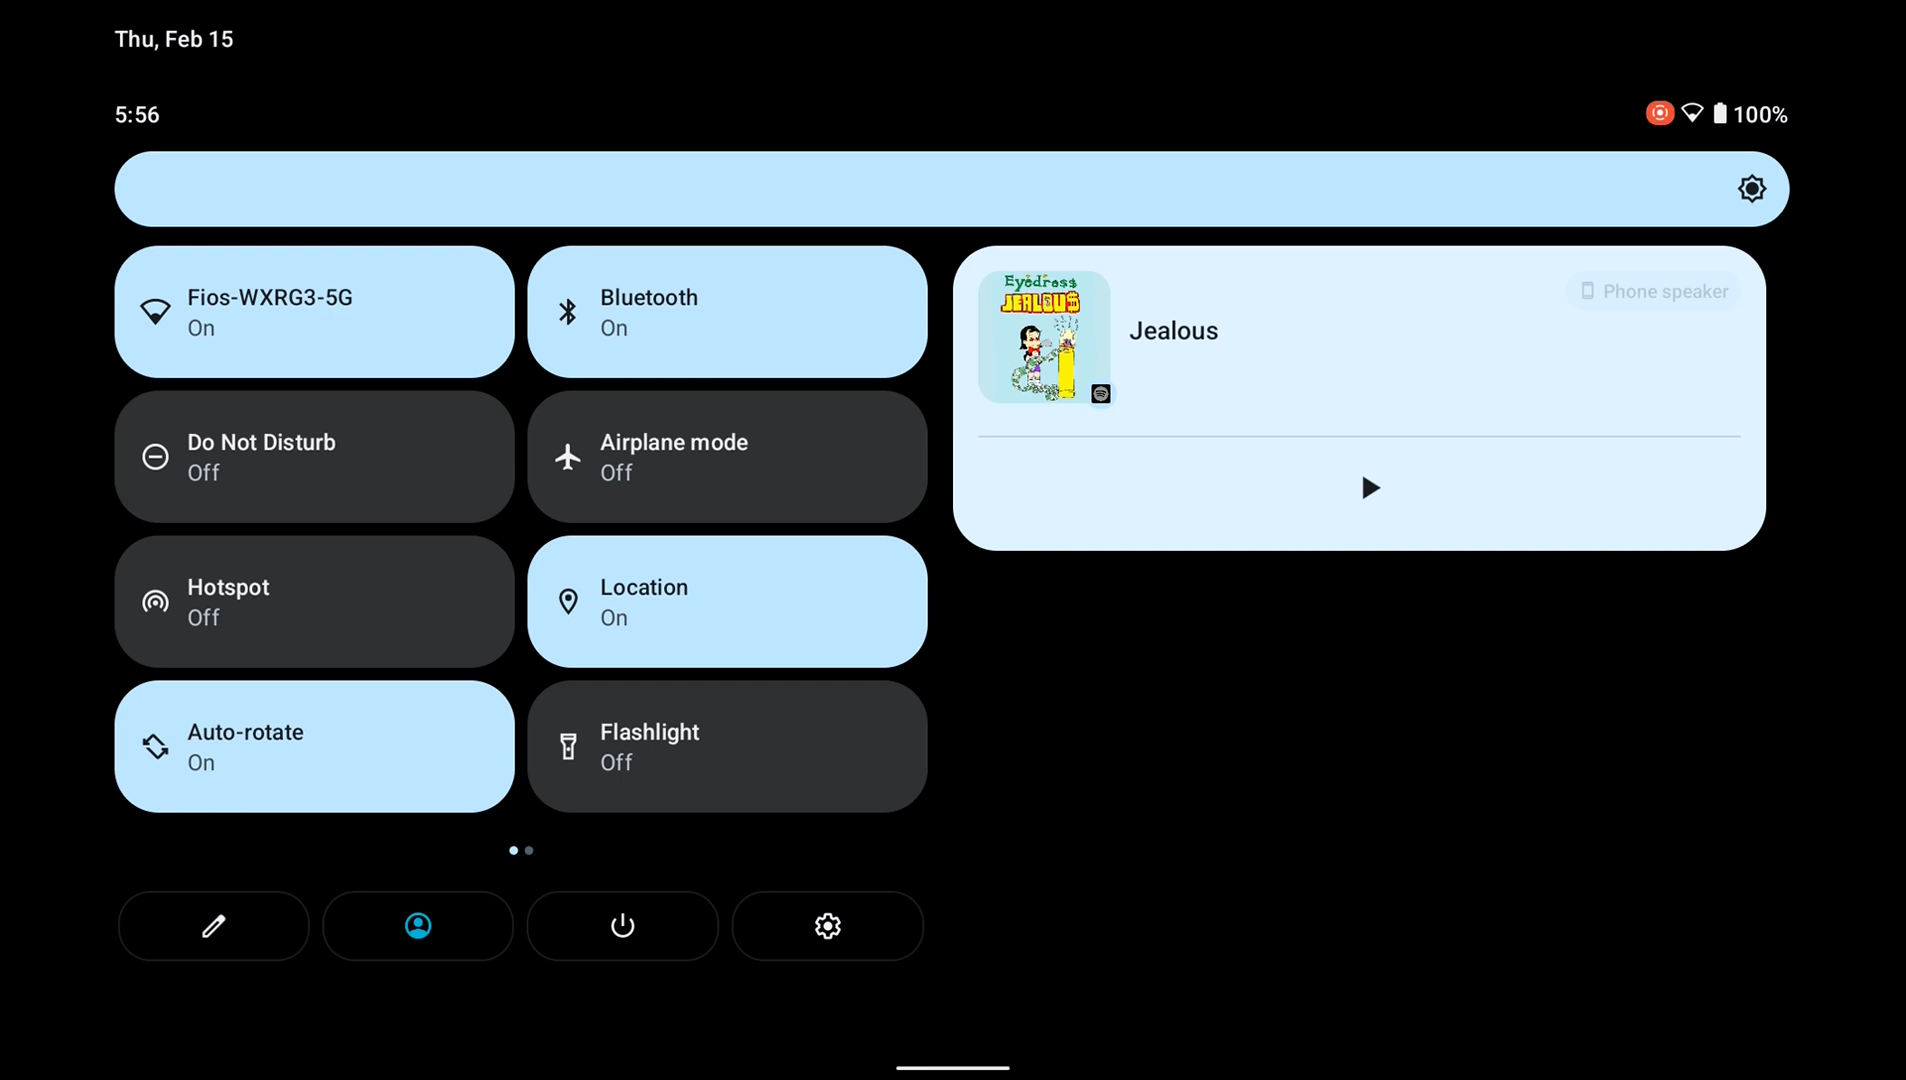 Thu, Feb 15
5:56
100%
Fios-WXRG3-5G
On
Bluetooth
On
Do Not Disturb
Off
Airplane mode
Off
Hotspot
Off
Location
On
Auto-rotate
On
Flashlight
Off
Eyedress
JEALOU$
Jealous
Phone speaker